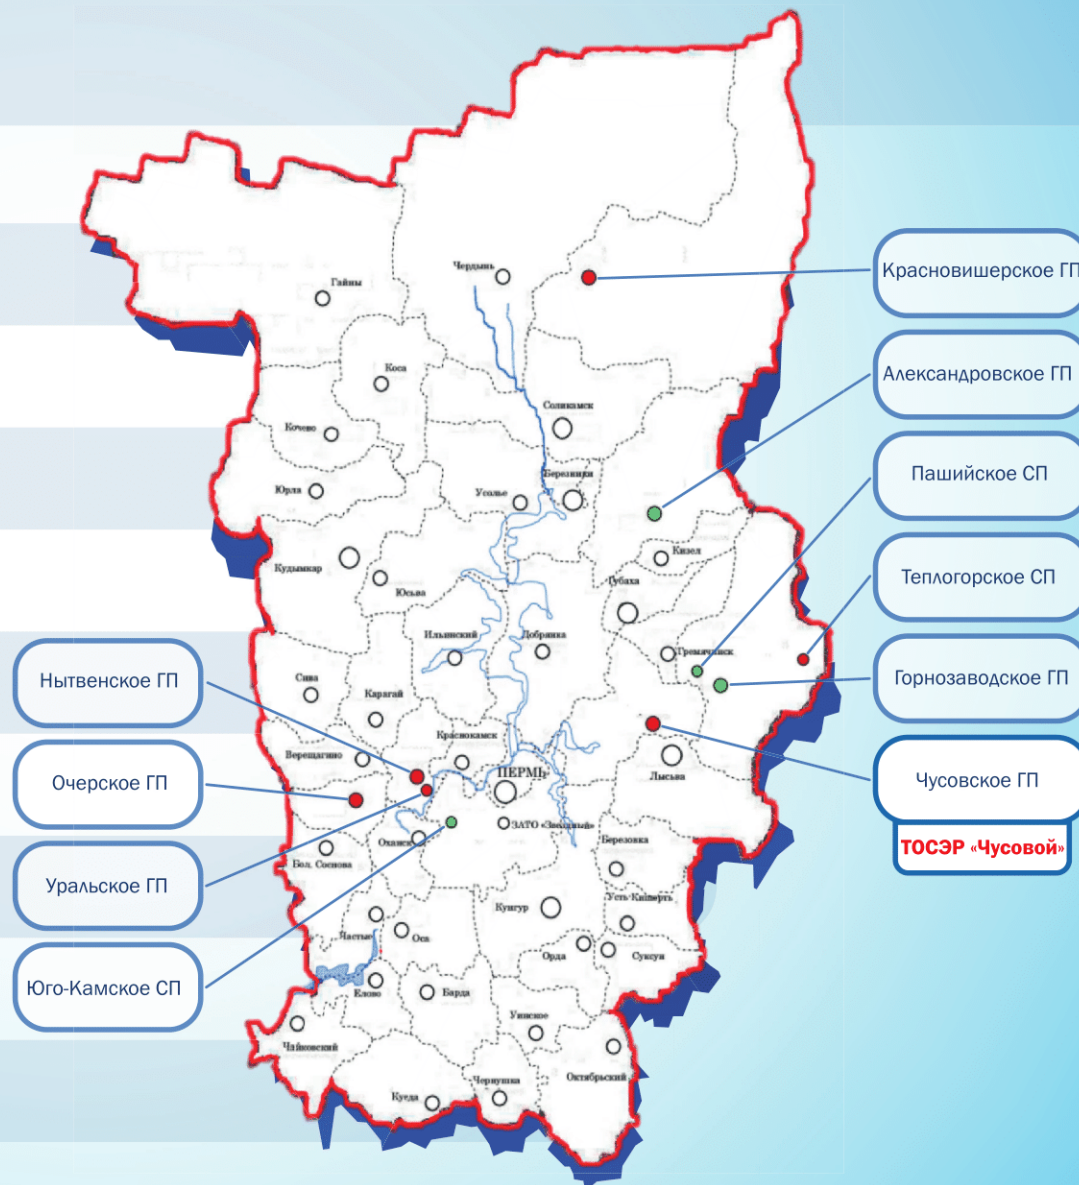 Красновишерское ГП
Александровское ГП
Пашийское СП
Теплогорское СП
Горнозаводское ГП
Чусовское ГП
ТОСЭР «Чусовой»
Нытвенское ГП
Очерское ГП
Уральское ГП
Юго-Камское СП
Чердынь
Гайны
Коса
Соликамск
Кочево
Березники
Юрла
Усолье
Кизел
Кудымкар
Юсьва
Губаха
Ильинский
Добрянка
Гремячинск
Сива
Карагай
Краснокамск
Верещагино
ПЕРМЬ
Лысьва
ЗАТО «Звездный»
Оханск
Березовка
Бол. Соснова
Усть-Кишерть
Кунгур
Частые
Оса
Орда
Суксун
Елово
Барда
Уинское
Чайковский
Октябрьский
Чернушка
Куеда